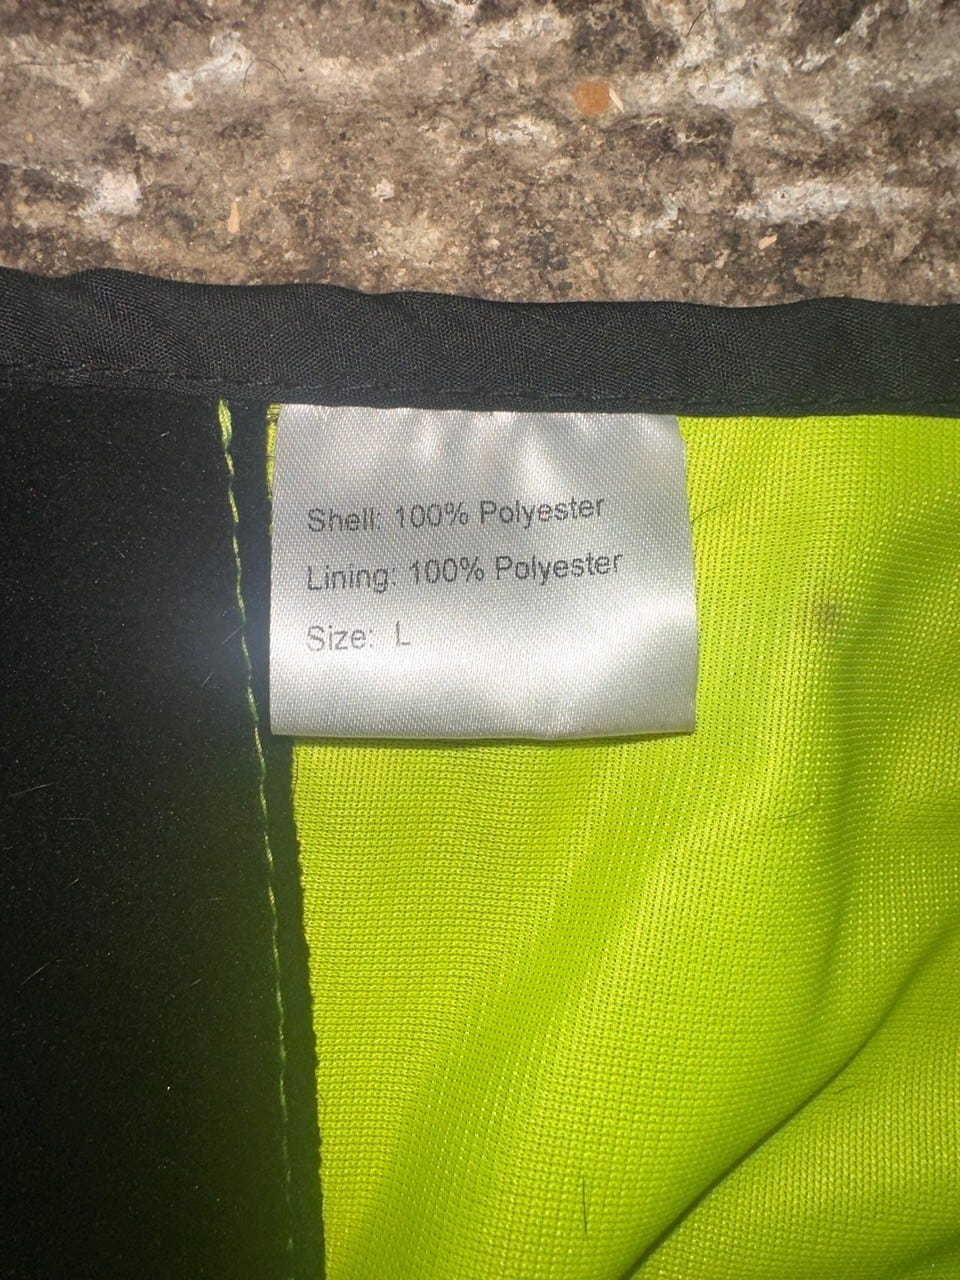 Shell: 100% Polyester
Lining: 100% Polyester
Size: L